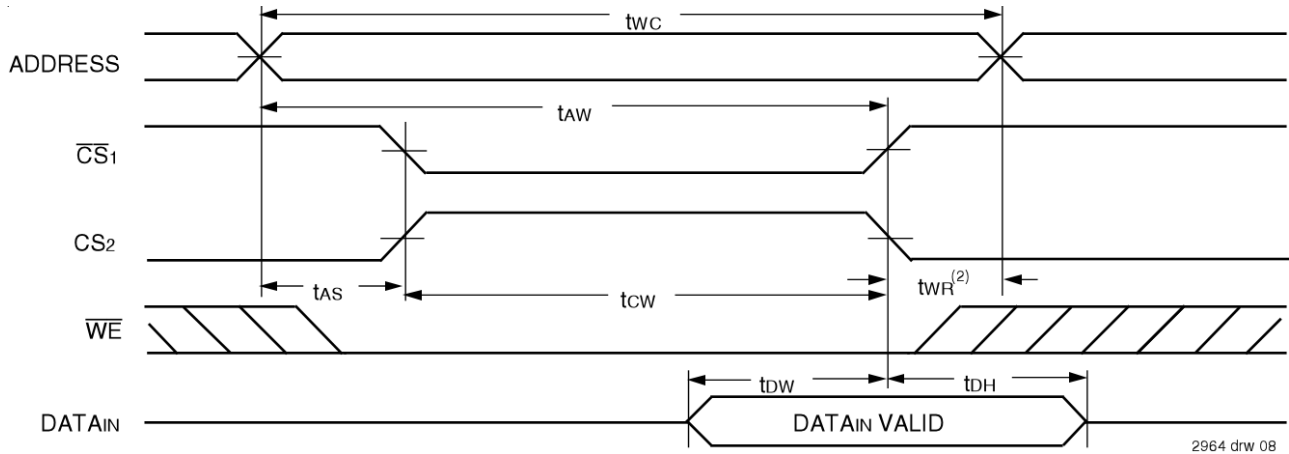 tWC
ADDRESS
tAW
CS1
CS2
tAS
tCW
tWR(2)
WE
tDW
tDH
DATAIN
DATAIN VALID
2964 drw 08